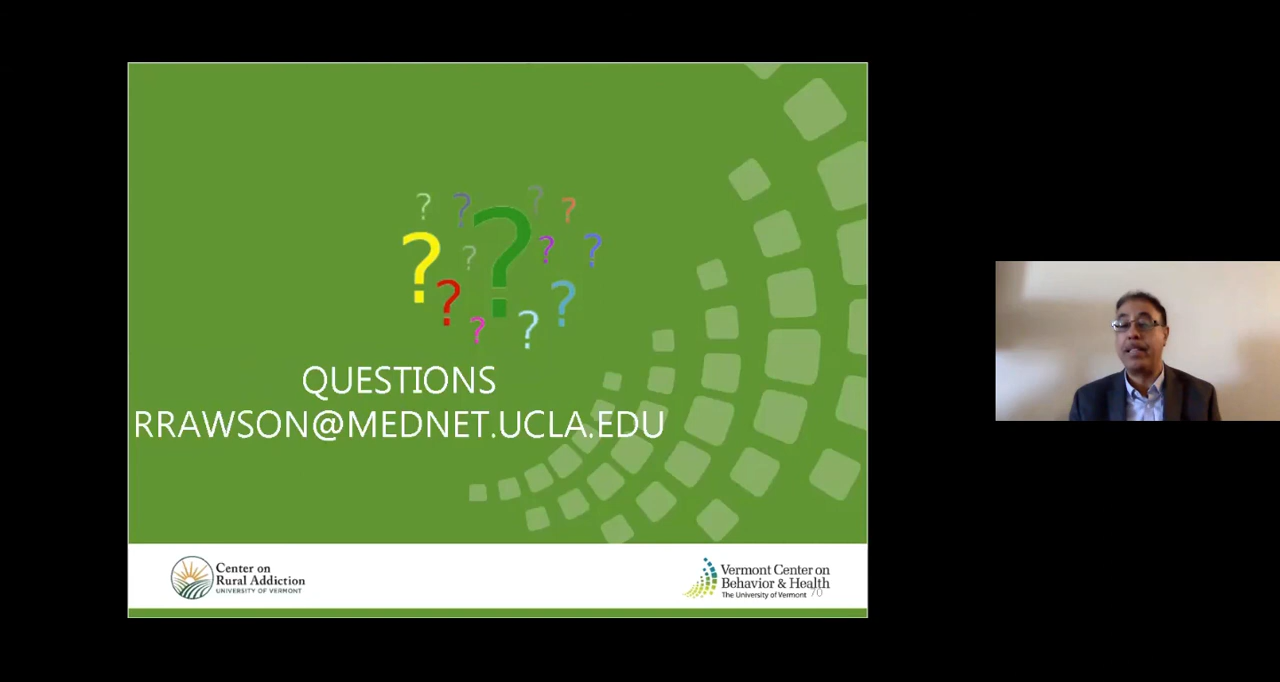 ? ? ? ?
? ? ? ? ? ?
? ? ? ?
QUESTIONS
RRAWSON@MEDNET.UCLA.EDU
Center on
Rural Addiction
UNIVERSITY OF VERMONT
Vermont Center on
Behavior & Health
The University of Vermont
70